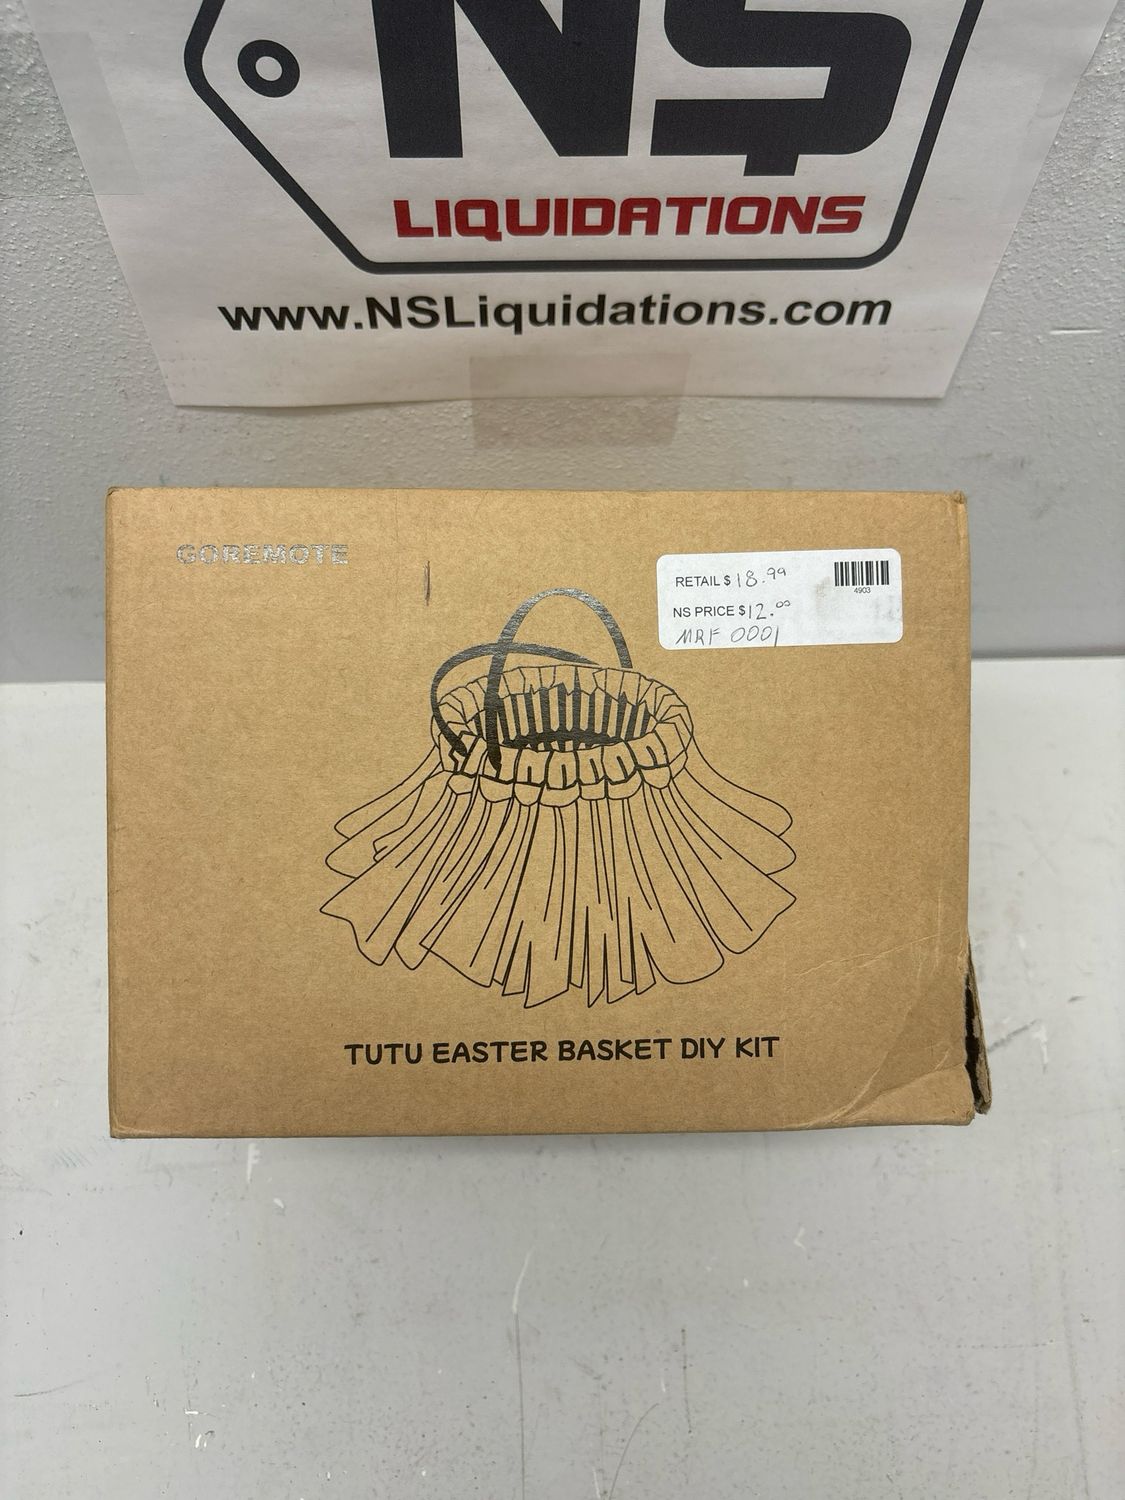 N$
LIQUIDATIONS
www.NSLiquidations.com
GOREMOTE
RETAIL $ 18.99
4903
NS PRICE $ 12.00
MRF 0001
TUTU EASTER BASKET DIY KIT